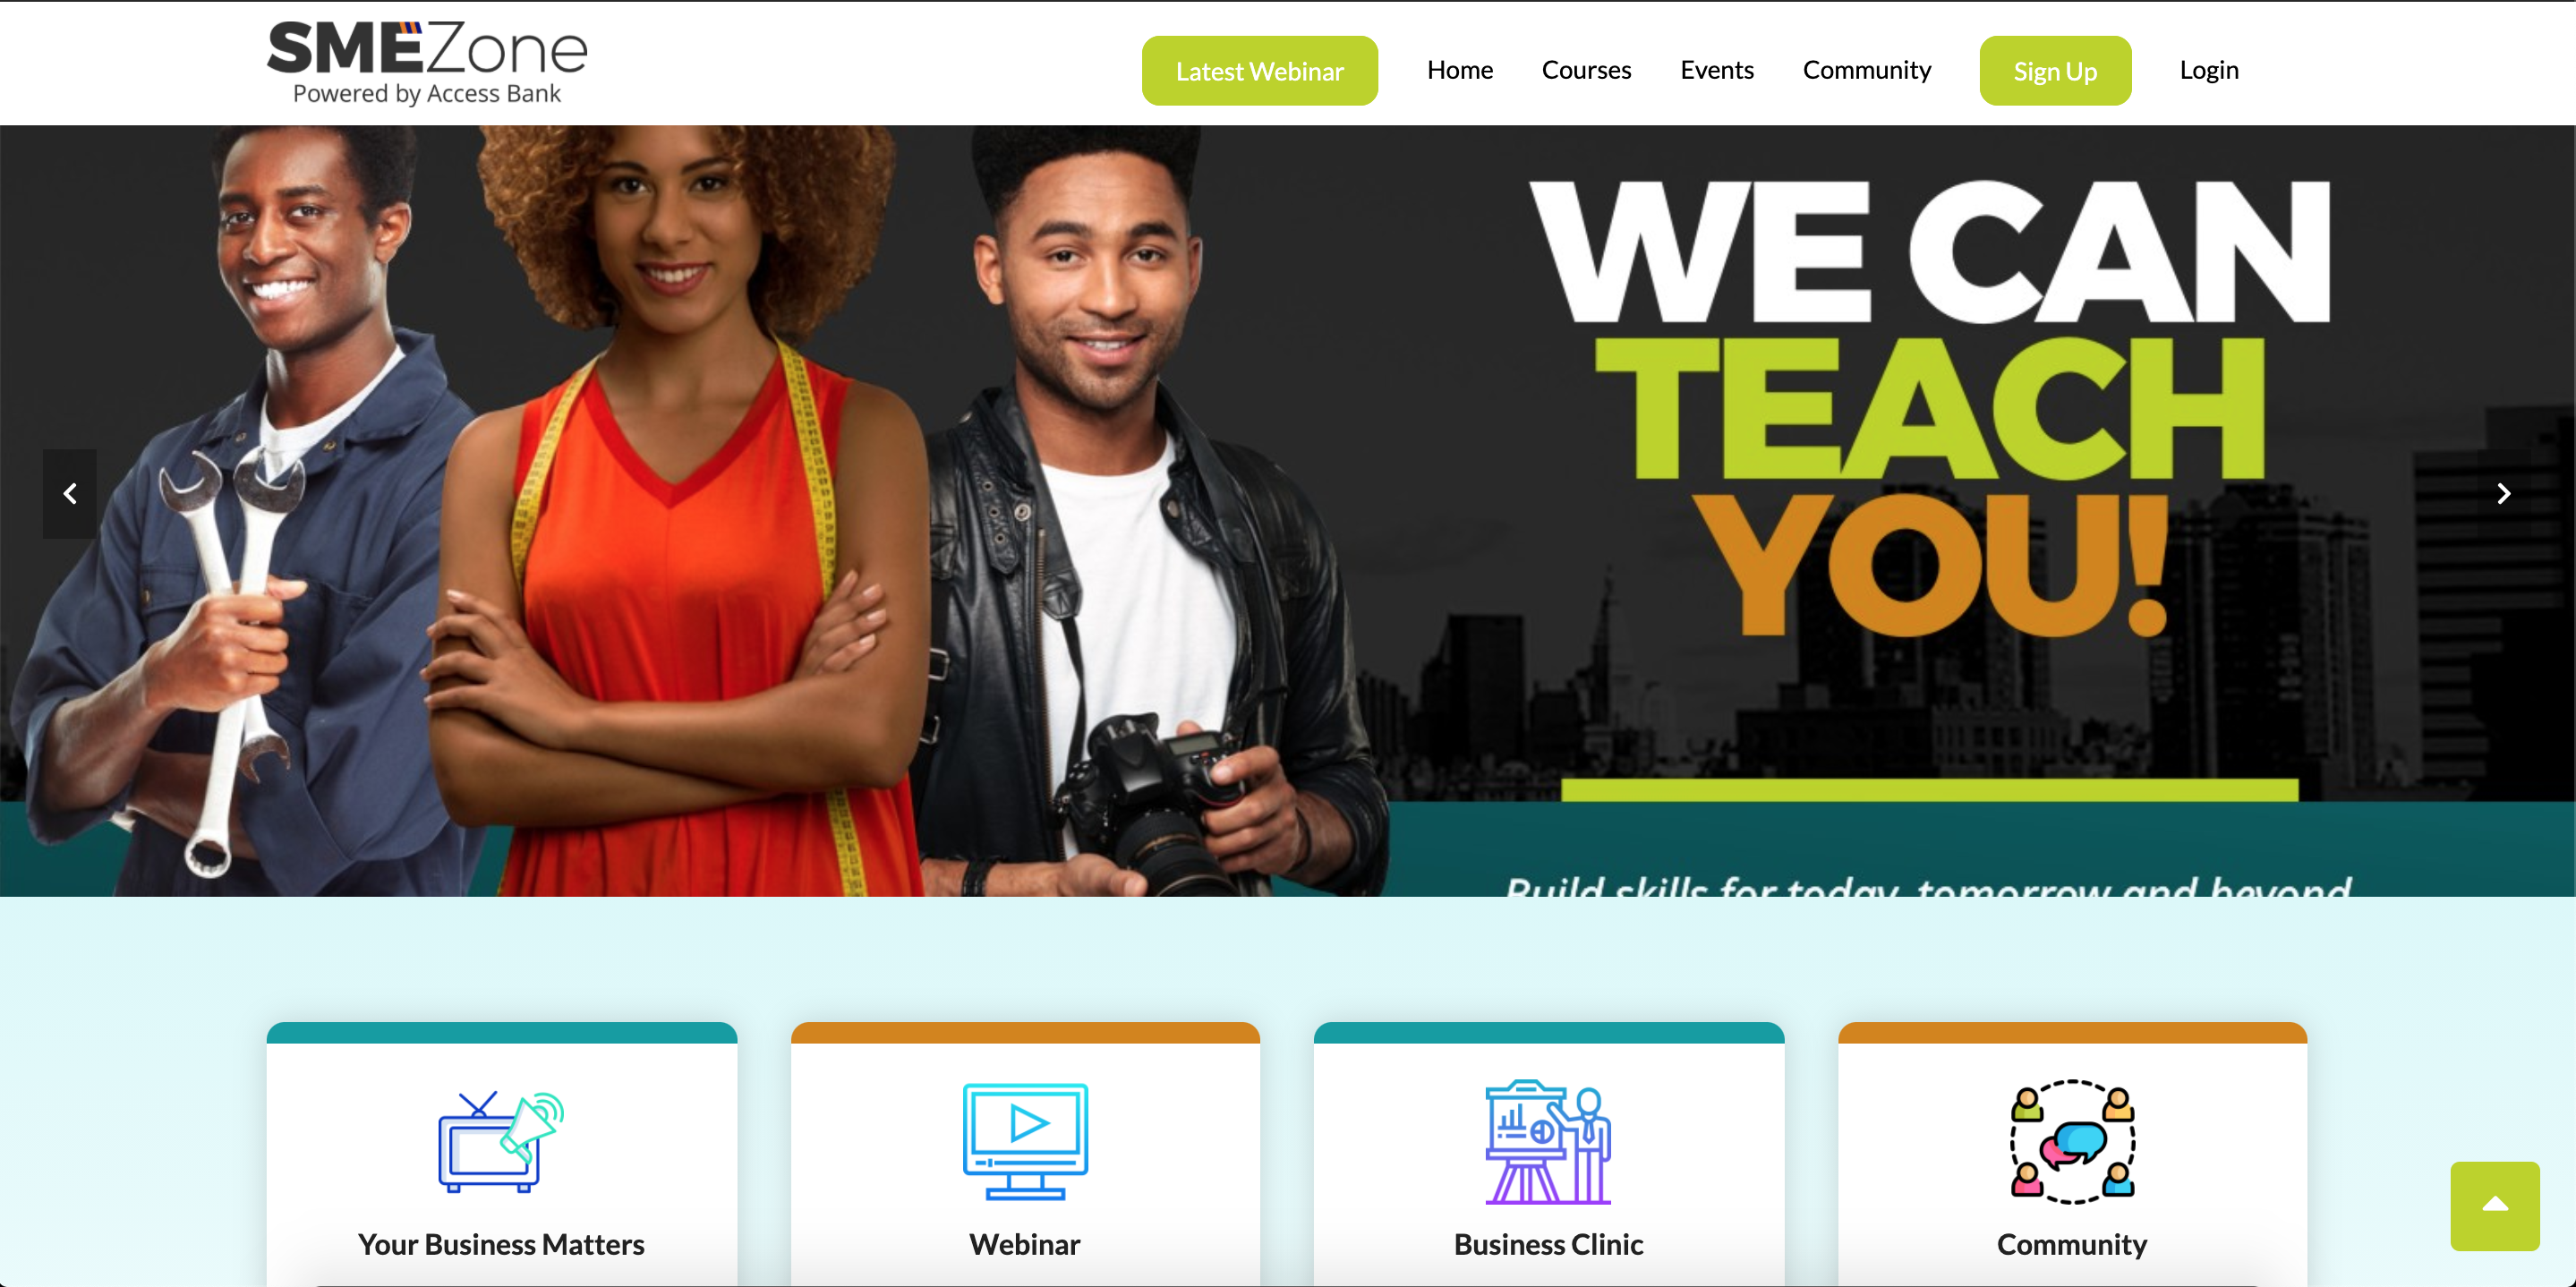 SMEZone
Powered by Access Bank
Latest Webinar
Home
Courses
Events
Community
Sign Up
Login
WE CAN
TEACH
YOU!
Build skills for today, tomorrow and beyond
Your Business Matters
Webinar
Business Clinic
Community